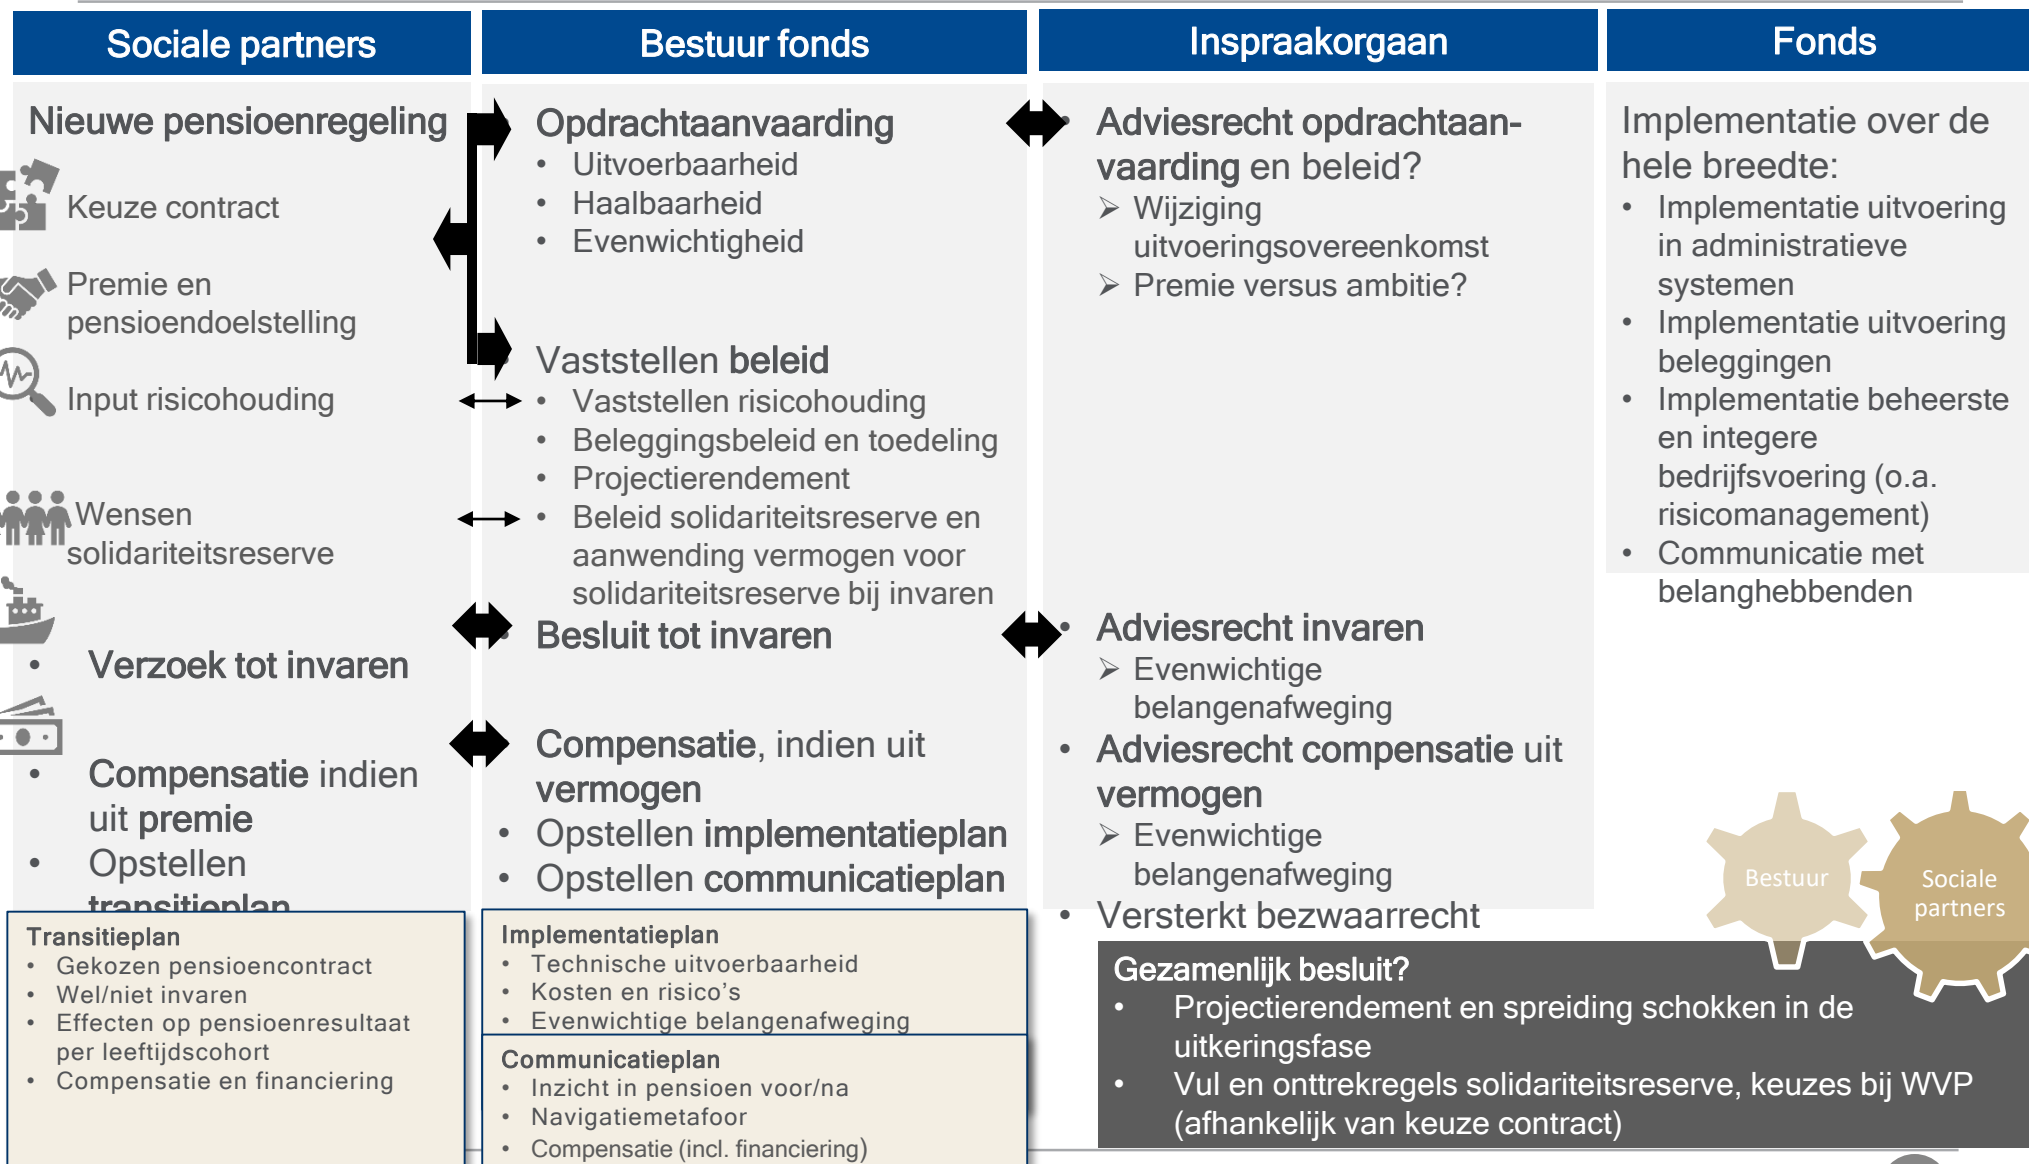 Sociale partners
Nieuwe pensioenregeling
Keuze contract
Premie en
pensioendoelstelling
Input risicohouding
Wensen
solidariteitsreserve
• Verzoek tot invaren
• Compensatie indien
uit premie
• Opstellen
transitieplan
Transitieplan
• Gekozen pensioencontract
• Wel/niet invaren
• Effecten op pensioenresultaat
per leeftijdscohort
• Compensatie en financiering
Bestuur fonds
Opdrachtaanvaarding
• Uitvoerbaarheid
• Haalbaarheid
• Evenwichtigheid
Vaststellen beleid
• Vaststellen risicohouding
• Beleggingsbeleid en toedeling
• Projectierendement
• Beleid solidariteitsreserve en
aanwending vermogen voor
solidariteitsreserve bij invaren
• Besluit tot invaren
Compensatie, indien uit
vermogen
• Opstellen implementatieplan
• Opstellen communicatieplan
Implementatieplan
• Technische uitvoerbaarheid
• Kosten en risico's
• Evenwichtige belangenafweging
Communicatieplan
• Inzicht in pensioen voor/na
• Navigatiemetafoor
• Compensatie (incl. financiering)
Inspraakorgaan
• Adviesrecht opdrachtaan-
vaarding en beleid?
➢ Wijziging
uitvoeringsovereenkomst
➢ Premie versus ambitie?
• Adviesrecht invaren
➢ Evenwichtige
belangenafweging
• Adviesrecht compensatie uit
vermogen
➢ Evenwichtige
belangenafweging
• Versterkt bezwaarrecht
Fonds
Implementatie over de
hele breedte:
• Implementatie uitvoering
in administratieve
systemen
• Implementatie uitvoering
beleggingen
• Implementatie beheerste
en integere
bedrijfsvoering (o.a.
risicomanagement)
• Communicatie met
belanghebbenden
Bestuur
Sociale
partners
Gezamenlijk besluit?
• Projectierendement en spreiding schokken in de
uitkeringsfase
• Vul en onttrekregels solidariteitsreserve, keuzes bij WVP
(afhankelijk van keuze contract)